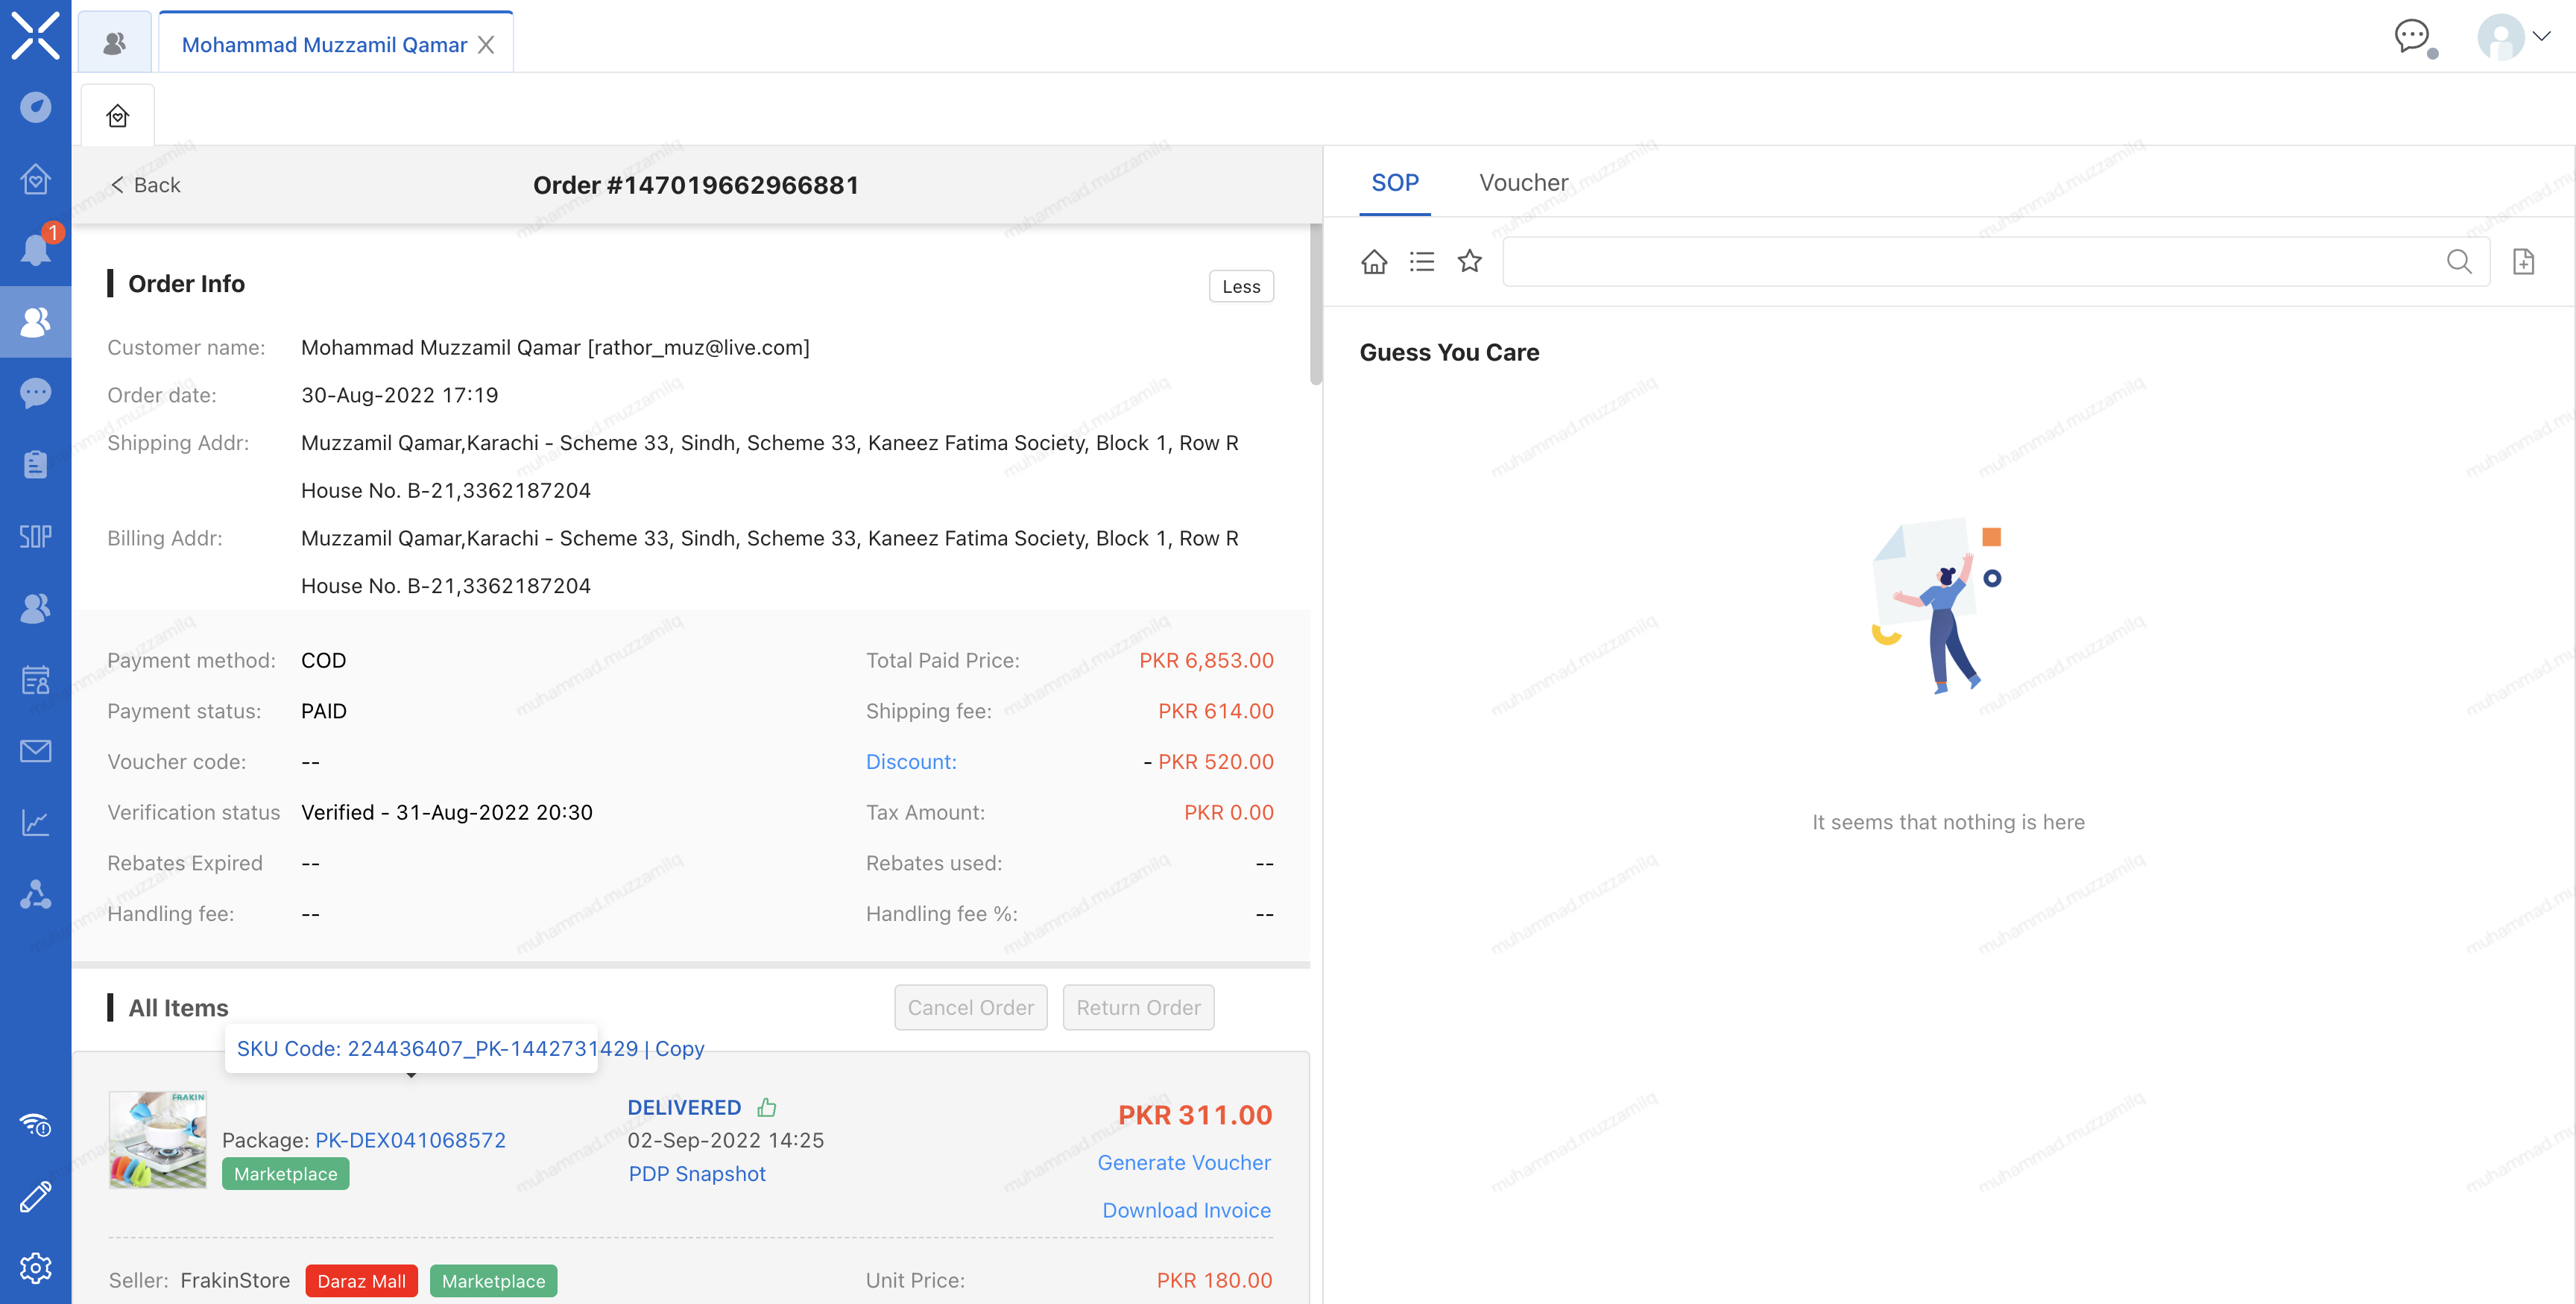 Mohammad Muzzamil Qamar
1
Back
Order #147019662966881
SOP Voucher
Order Info
Less
Guess You Care
Customer name: Mohammad Muzzamil Qamar [rathor_muz@live.com]
Order date: 30-Aug-2022 17:19
Shipping Addr: Muzzamil Qamar,Karachi - Scheme 33, Sindh, Scheme 33, Kaneez Fatima Society, Block 1, Row R
House No. B-21,3362187204
SOP
Billing Addr: Muzzamil Qamar,Karachi - Scheme 33, Sindh, Scheme 33, Kaneez Fatima Society, Block 1, Row R
House No. B-21,3362187204
Payment method: COD Total Paid Price: PKR 6,853.00
Payment status: PAID Shipping fee: PKR 614.00
Voucher code: -- Discount: - PKR 520.00
Verification status Verified - 31-Aug-2022 20:30 Tax Amount: PKR 0.00
It seems that nothing is here
Rebates Expired -- Rebates used: --
Handling fee: -- Handling fee %: --
All Items Cancel Order Return Order
SKU Code: 224436407_PK-1442731429 | Copy
FRAKIN
DELIVERED PKR 311.00
Package: PK-DEX041068572 02-Sep-2022 14:25
Generate Voucher
Marketplace PDP Snapshot
Download Invoice
Seller: FrakinStore Daraz Mall Marketplace Unit Price: PKR 180.00
muhammad.muzzamilq